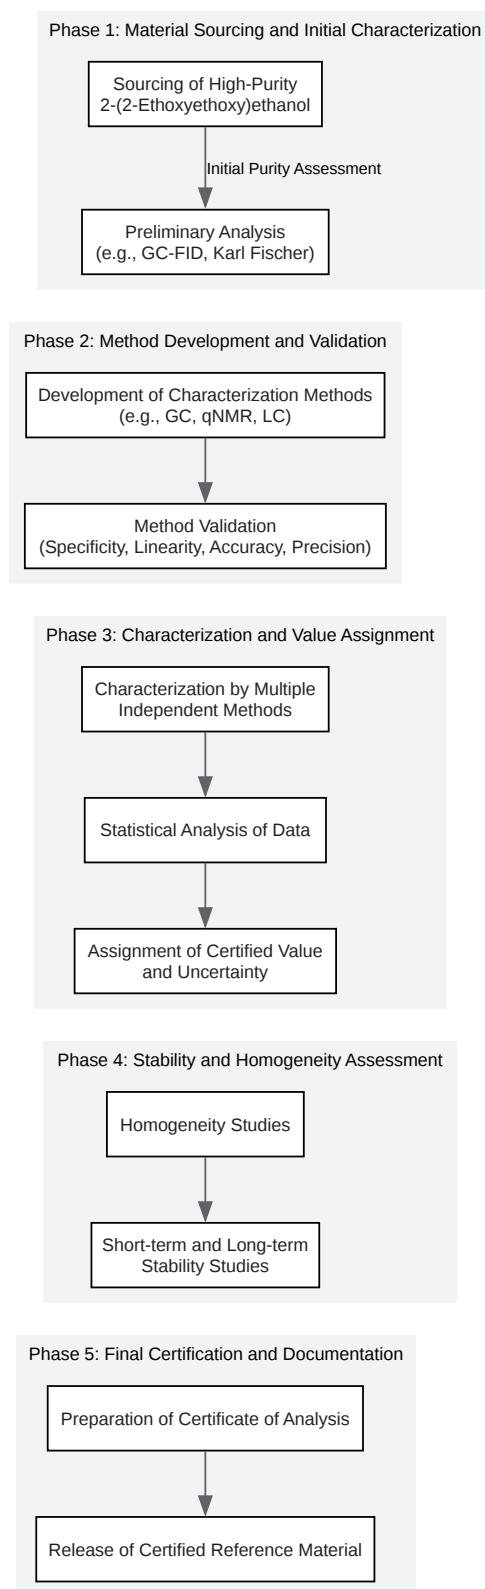 Phase 1: Material Sourcing and Initial Characterization
Sourcing of High-Purity
2-(2-Ethoxyethoxy)ethanol
Initial Purity Assessment
Preliminary Analysis
(e.g., GC-FID, Karl Fischer)
Phase 2: Method Development and Validation
Development of Characterization Methods
(e.g., GC, qNMR, LC)
Method Validation
(Specificity, Linearity, Accuracy, Precision)
Phase 3: Characterization and Value Assignment
Characterization by Multiple
Independent Methods
Statistical Analysis of Data
Assignment of Certified Value
and Uncertainty
Phase 4: Stability and Homogeneity Assessment
Homogeneity Studies
Short-term and Long-term
Stability Studies
Phase 5: Final Certification and Documentation
Preparation of Certificate of Analysis
Release of Certified Reference Material